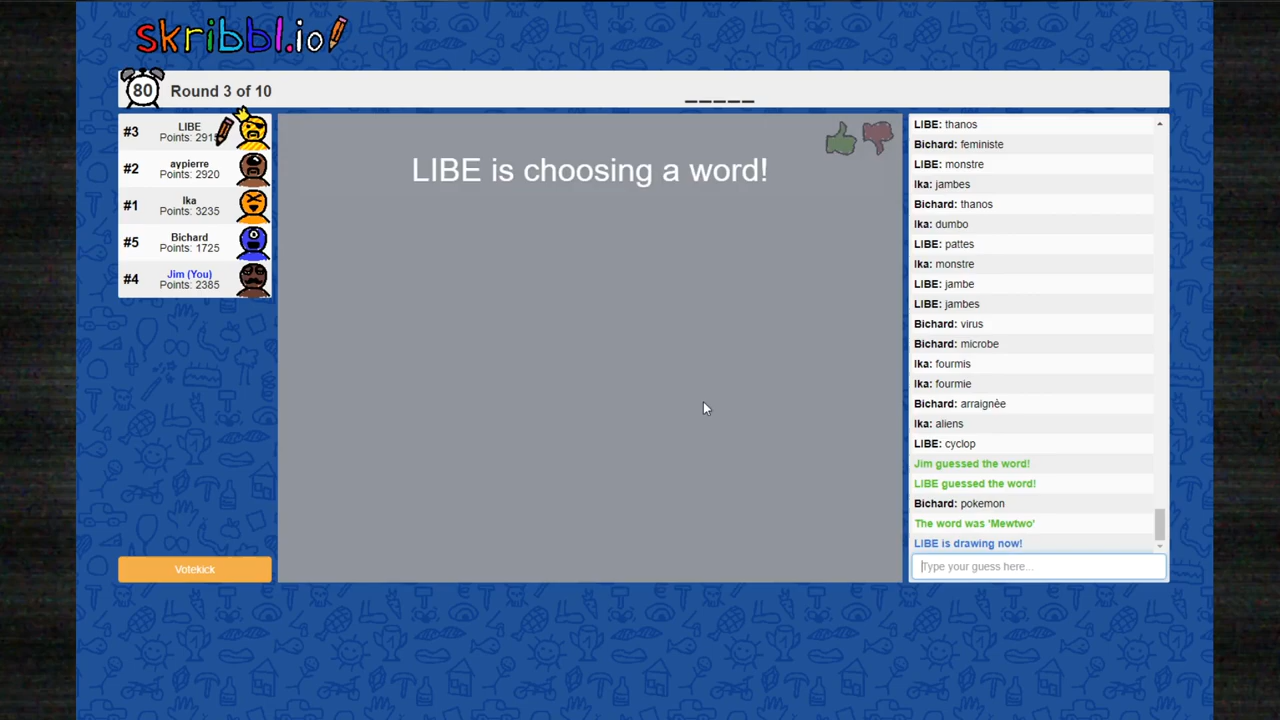 skribbl.io
80
Round 3 of 10
_____
#3
LIBE
Points: 2915
#2
aypierre
Points: 2920
#1
Ika
Points: 3235
#5
Bichard
Points: 1725
#4
Jim (You)
Points: 2385
Votekick
LIBE is choosing a word!
LIBE: thanos
Bichard: feministe
LIBE: monstre
Ika: jambes
Bichard: thanos
Ika: dumbo
LIBE: pattes
Ika: monstre
LIBE: jambe
LIBE: jambes
Bichard: virus
Bichard: microbe
Ika: fourmis
Ika: fourmie
Bichard: arraignèe
Ika: aliens
LIBE: cyclop
Jim guessed the word!
LIBE guessed the word!
Bichard: pokemon
The word was 'Mewtwo'
LIBE is drawing now!
Type your guess here...